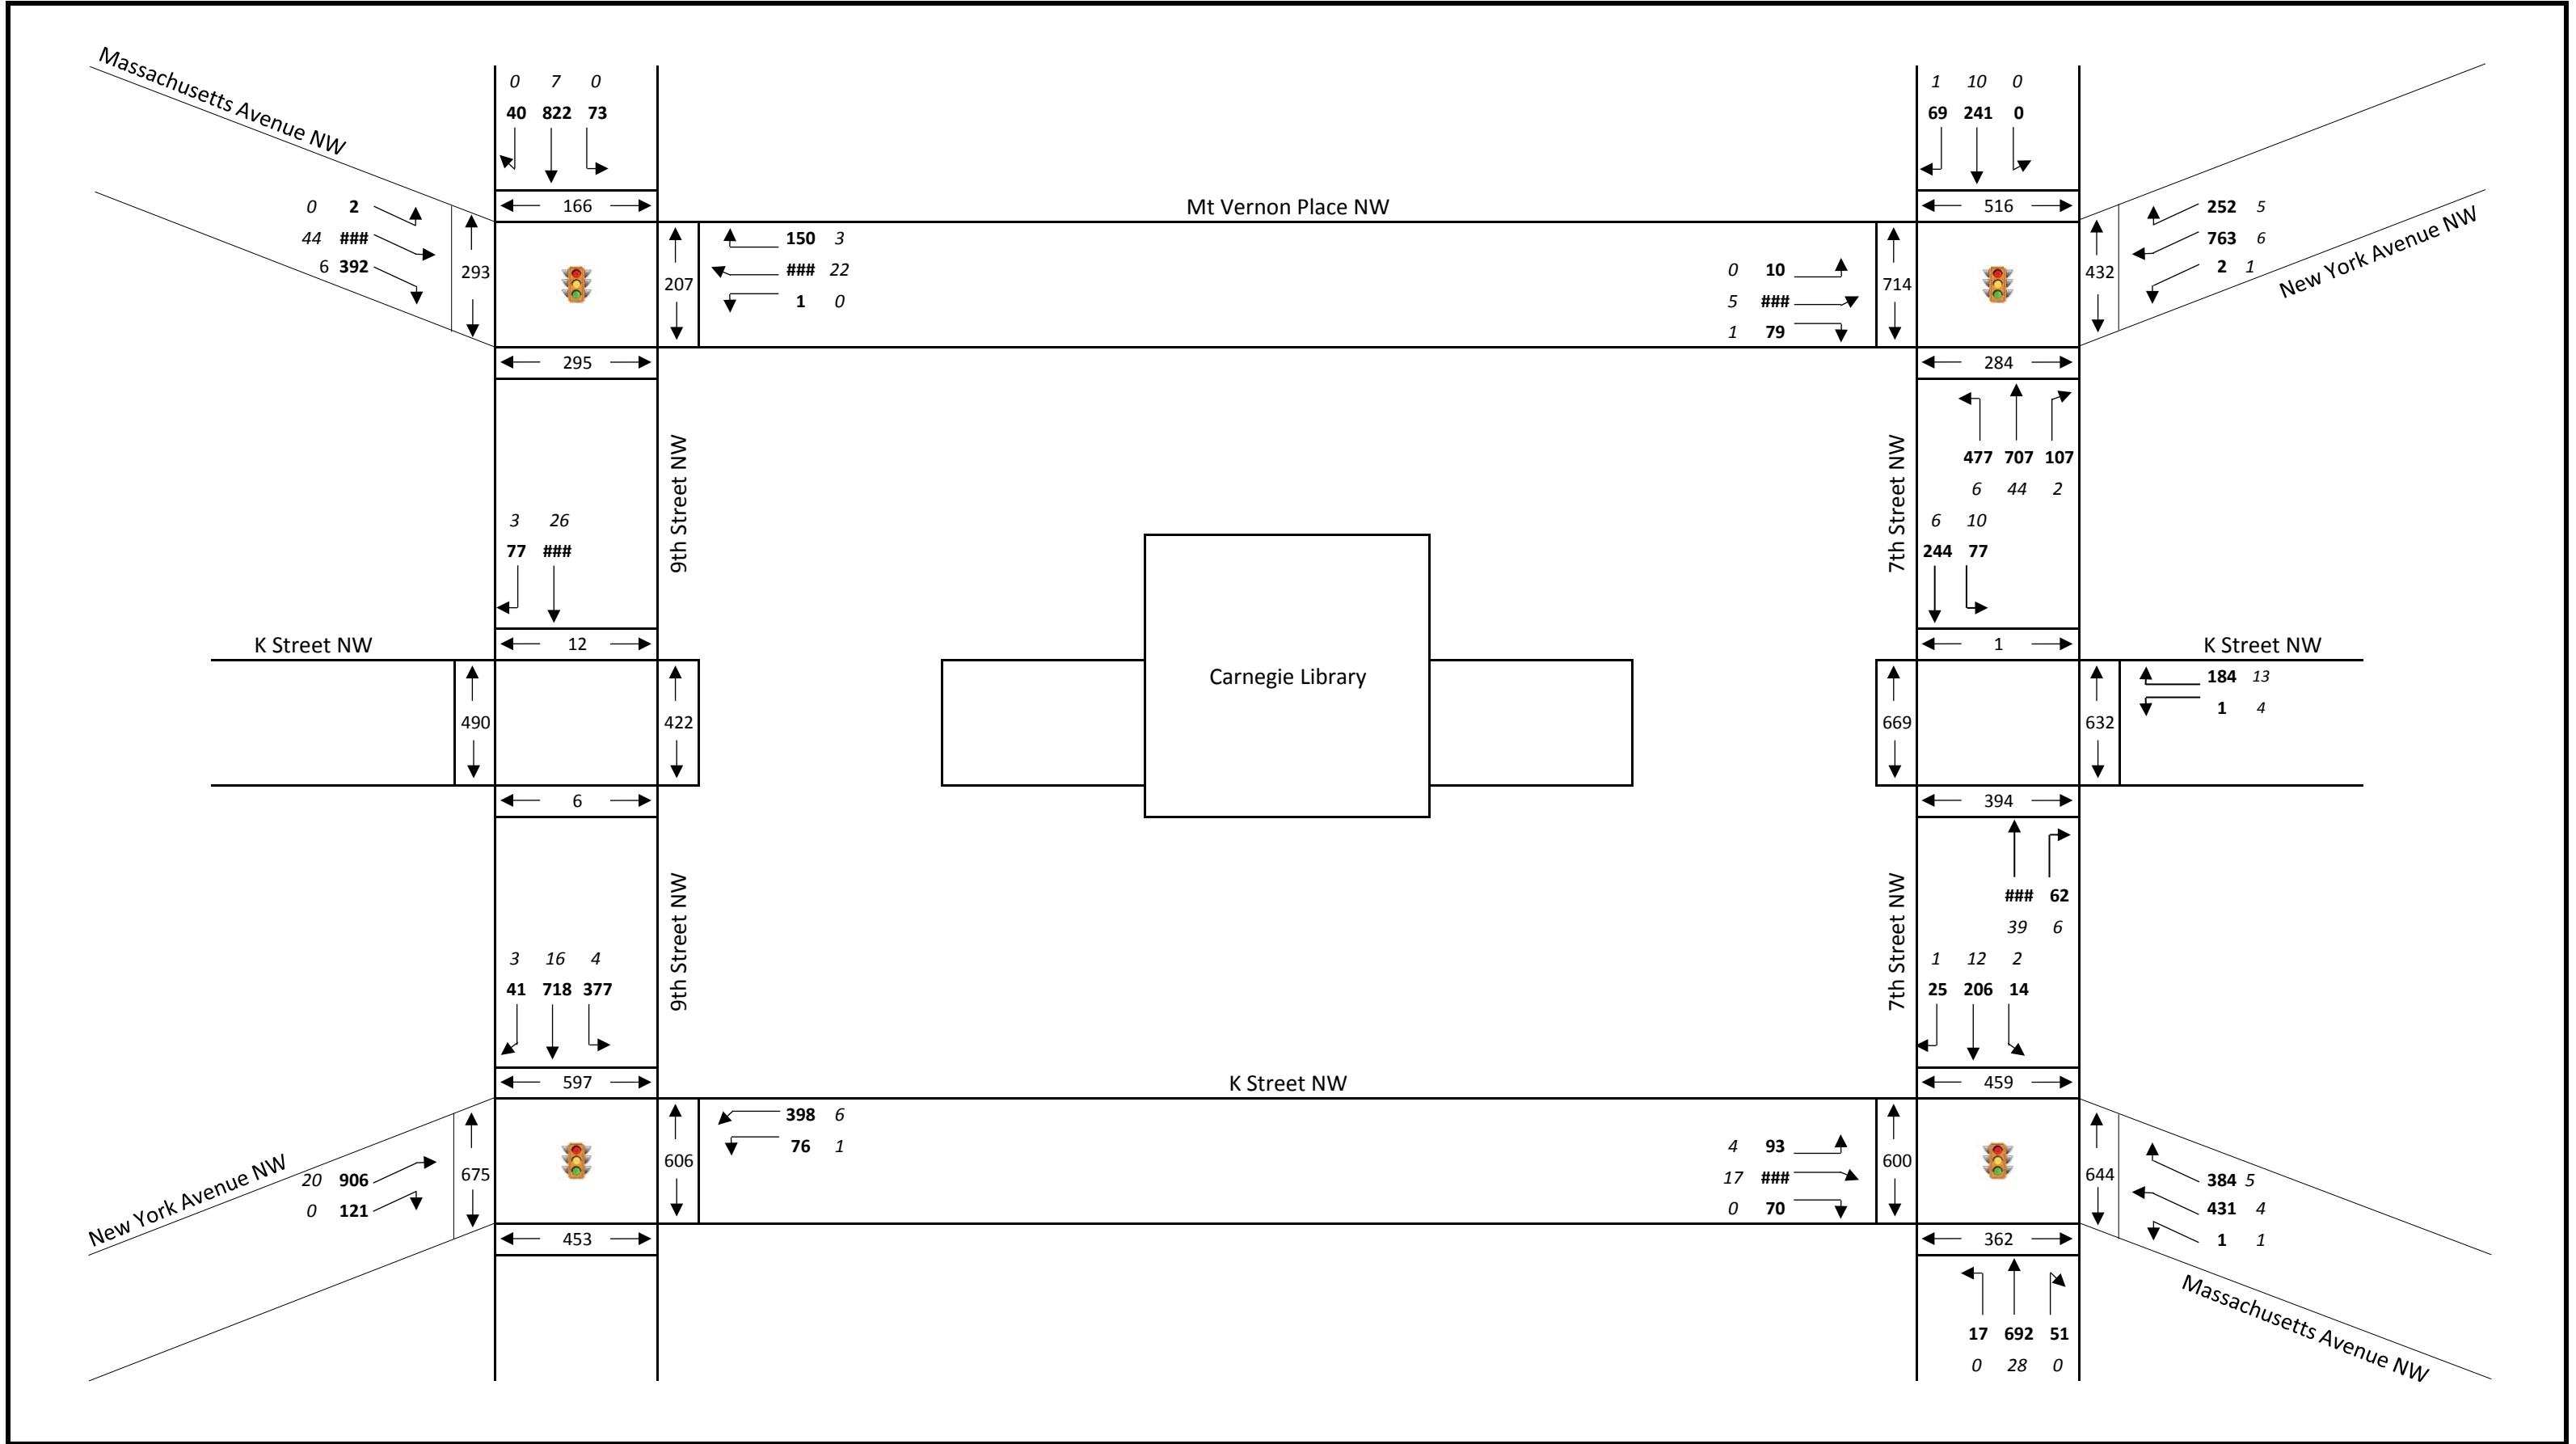 Massachusetts Avenue NW
0 7 0
40 822 73
1 10 0
69 241 0
166
Mt Vernon Place NW
516
0 2
44 ###
6 392
293
207
150 3
### 22
1 0
0 10
5 ###
1 79
714
432
252 5
763 6
2 1
New York Avenue NW
295
284
9th Street NW
7th Street NW
477 707 107
6 44 2
3 26
77 ###
6 10
244 77
K Street NW
12
1
K Street NW
Carnegie Library
490
422
669
632
184 13
1 4
6
394
9th Street NW
7th Street NW
### 62
39 6
3 16 4
41 718 377
1 12 2
25 206 14
597
K Street NW
459
New York Avenue NW
20 906
0 121
675
606
398 6
76 1
4 93
17 ###
0 70
600
644
384 5
431 4
1 1
453
362
17 692 51
0 28 0
Massachusetts Avenue NW